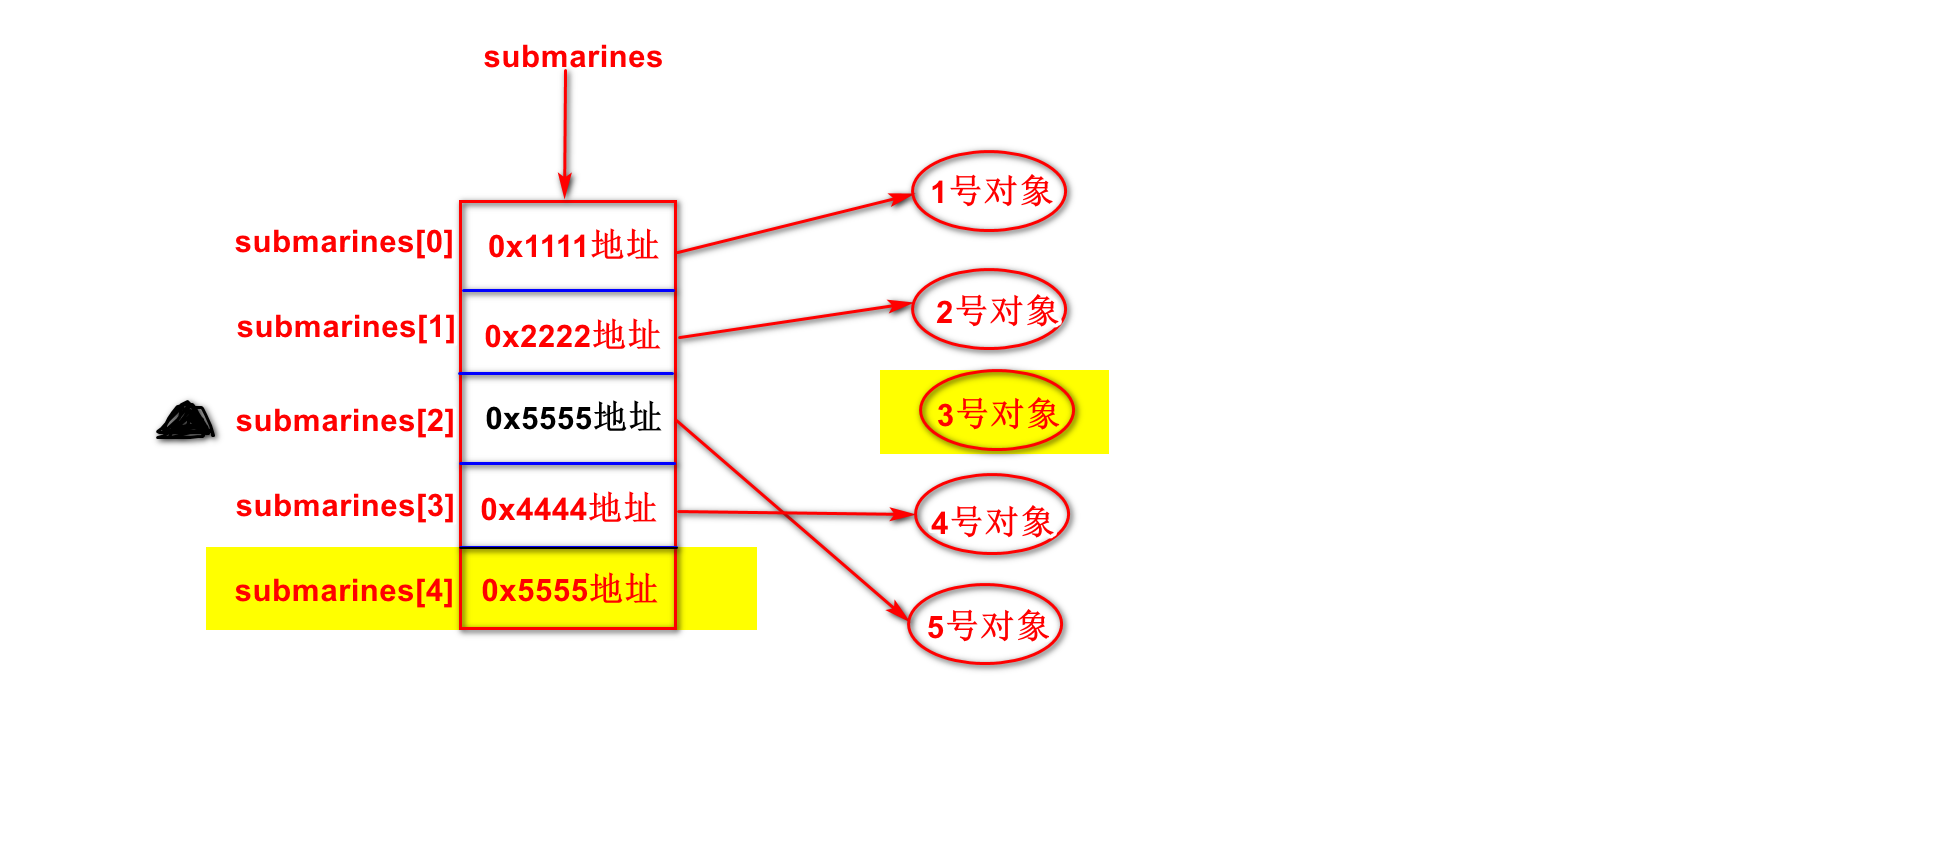 submarines
submarines[0] 0x1111地址 1号对象
submarines[1] 0x2222地址 2号对象
submarines[2] 0x5555地址 3号对象
submarines[3] 0x4444地址 4号对象
submarines[4] 0x5555地址 5号对象